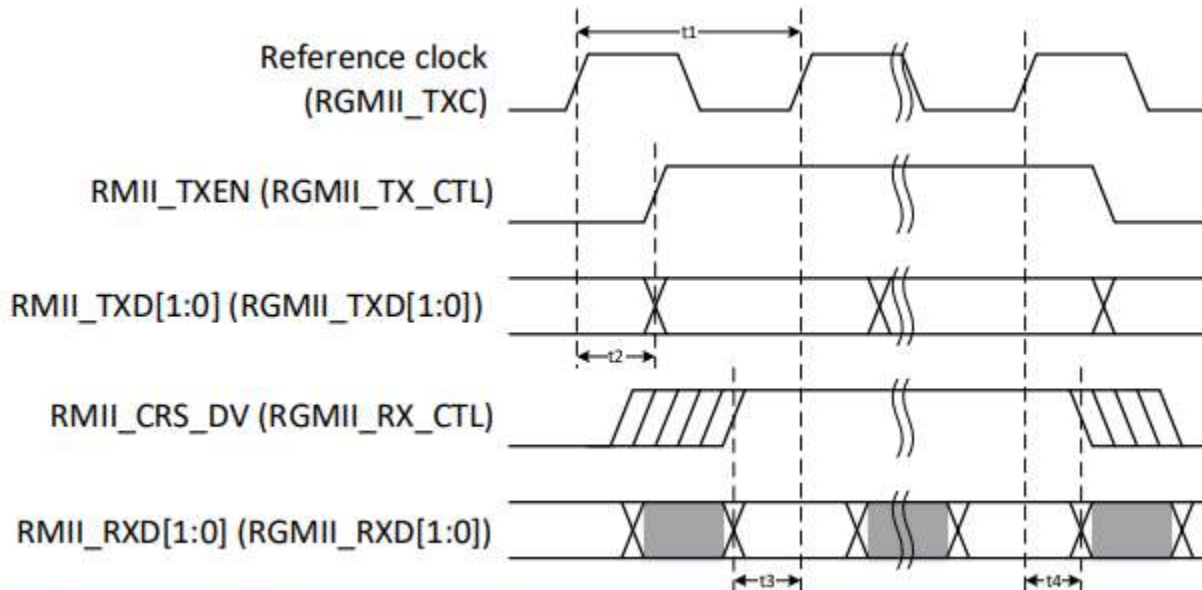 t1
Reference clock
(RGMII_TXC)
RMII_TXEN (RGMII_TX_CTL)
RMII_TXD[1:0] (RGMII_TXD[1:0])
t2
RMII_CRS_DV (RGMII_RX_CTL)
RMII_RXD[1:0] (RGMII_RXD[1:0])
t3
t4